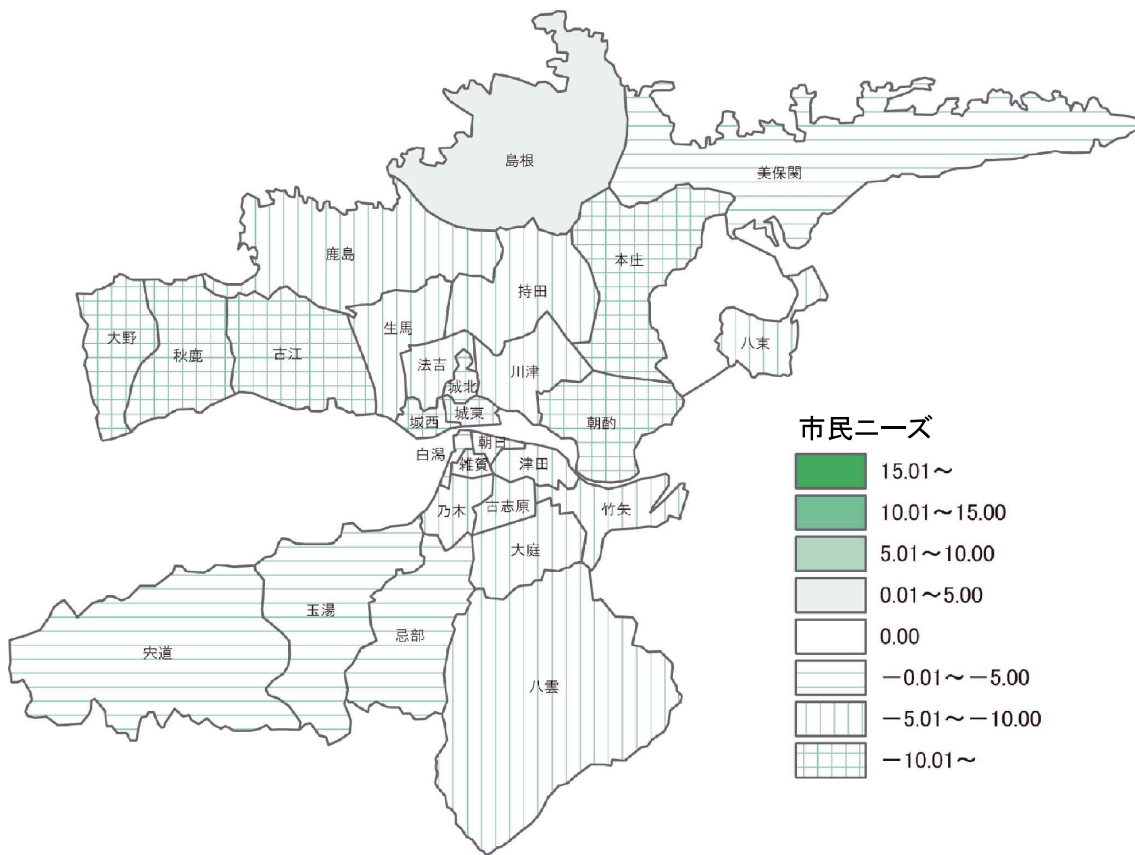 島根
美保関
鹿島
本庄
持田
大野
秋鹿
古江
生馬
八束
法吉
川津
城北
城西
城東
朝酌
白潟
朝日
雑賀
津田
乃木
古志原
竹矢
大庭
玉湯
忌部
宍道
八雲
市民ニーズ
15.01～
10.01～15.00
5.01～10.00
0.01～5.00
0.00
－0.01～－5.00
－5.01～－10.00
－10.01～